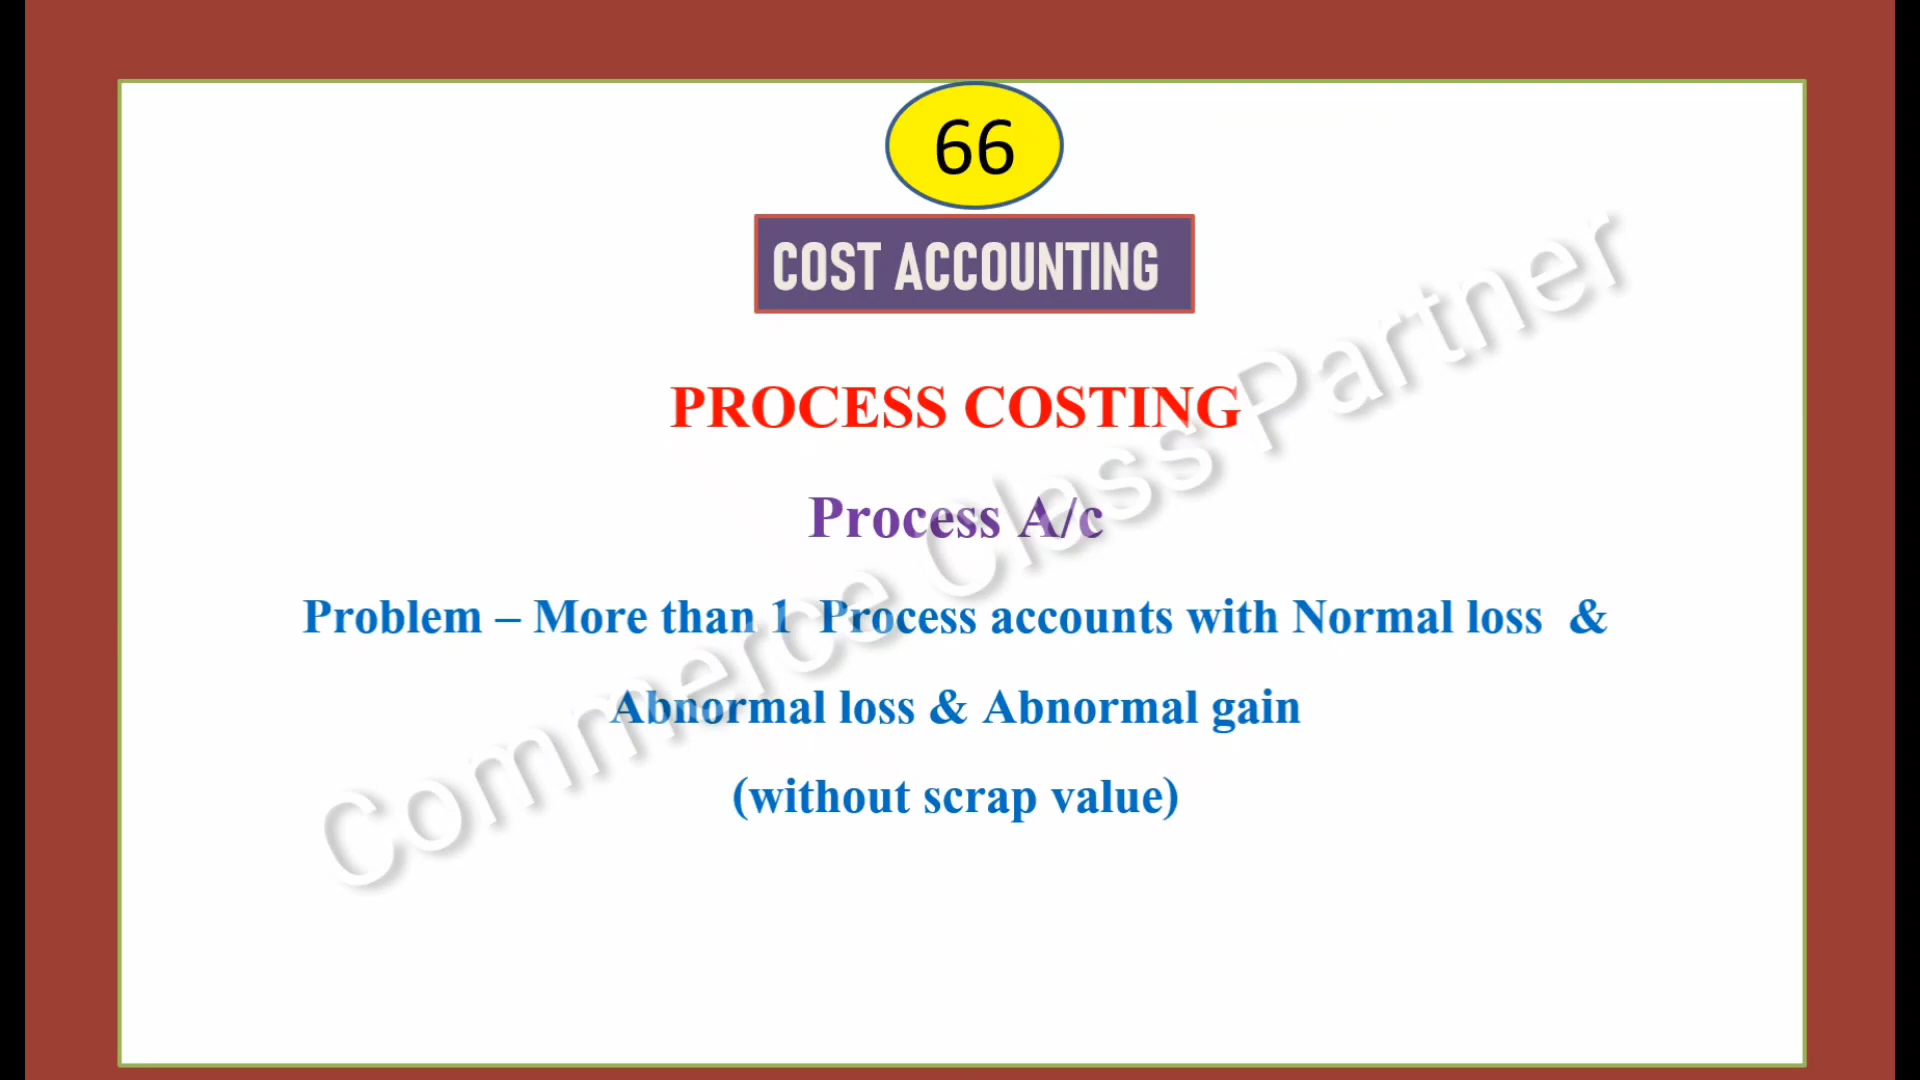 66
COST ACCOUNTING
PROCESS COSTING
Process A/c
Problem – More than 1 Process accounts with Normal loss &
Abnormal loss & Abnormal gain
(without scrap value)
Commerce Class Partner